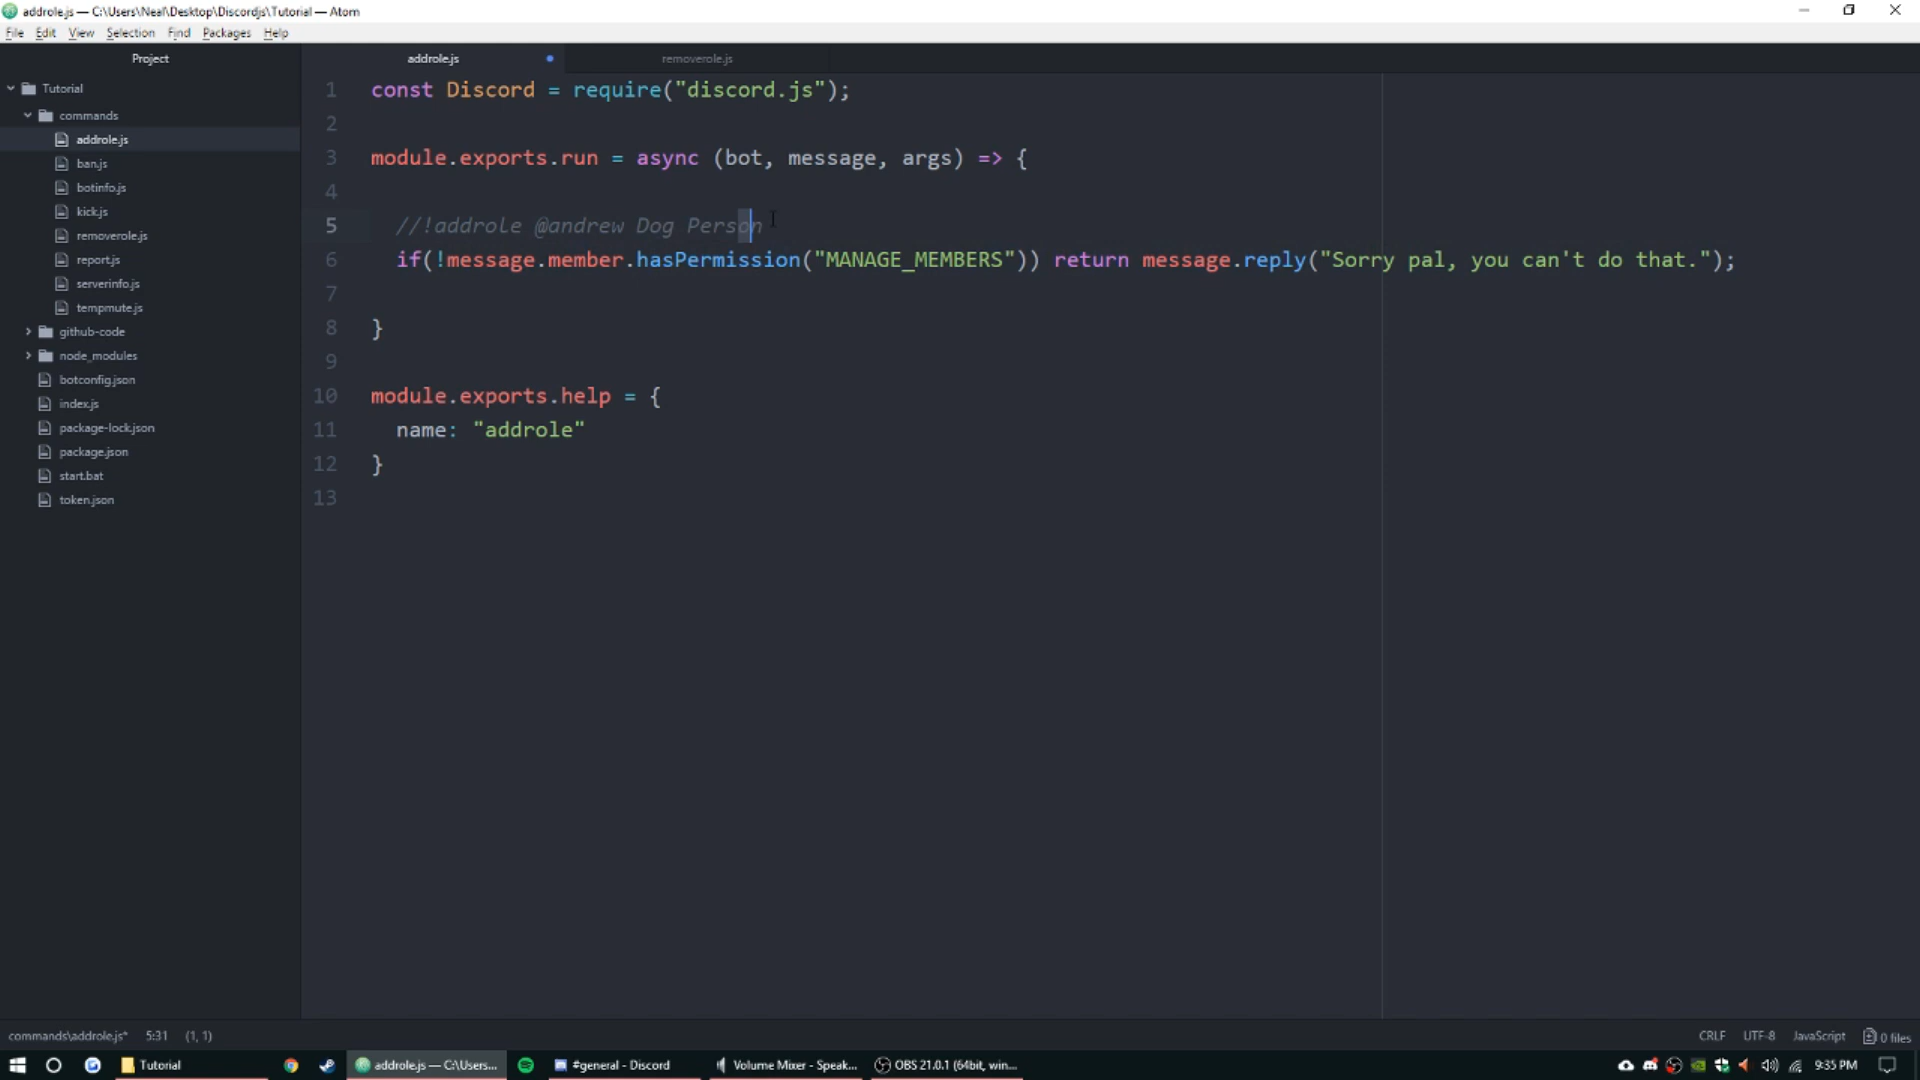 addrole.js — C:\Users\Neal\Desktop\Discordjs\Tutorial — Atom
File Edit View Selection Find Packages Help
Project
addrole.js
removerole.js
Tutorial
commands
addrole.js
ban.js
botinfo.js
kick.js
removerole.js
report.js
serverinfo.js
tempmute.js
github-code
node_modules
botconfig.json
index.js
package-lock.json
package.json
start.bat
token.json
1 const Discord = require("discord.js");
2
3 module.exports.run = async (bot, message, args) => {
4
5 //!addrole @andrew Dog Person
6 if(!message.member.hasPermission("MANAGE_MEMBERS")) return message.reply("Sorry pal, you can't do that.");
7
8 }
9
10 module.exports.help = {
11 name: "addrole"
12 }
13
commands\addrole.js* 5:31 (1, 1)
CRLF UTF-8 JavaScript 0 files
Tutorial
addrole.js — C:\Users...
#general - Discord
Volume Mixer - Speak...
OBS 21.0.1 (64bit, win...
9:35 PM